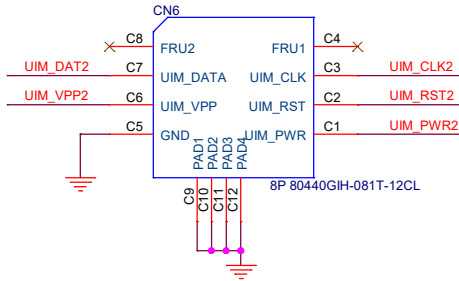 CN6
C8 FRU2 FRU1 C4
UIM_DAT2 C7 UIM_DATA UIM_CLK C3 UIM_CLK2
UIM_VPP2 C6 UIM_VPP UIM_RST C2 UIM_RST2
C5 GND UIM_PWR C1 UIM_PWR2
PAD1
PAD2
PAD3
PAD4
8P 80440GIH-081T-12CL
C9
C10
C11
C12